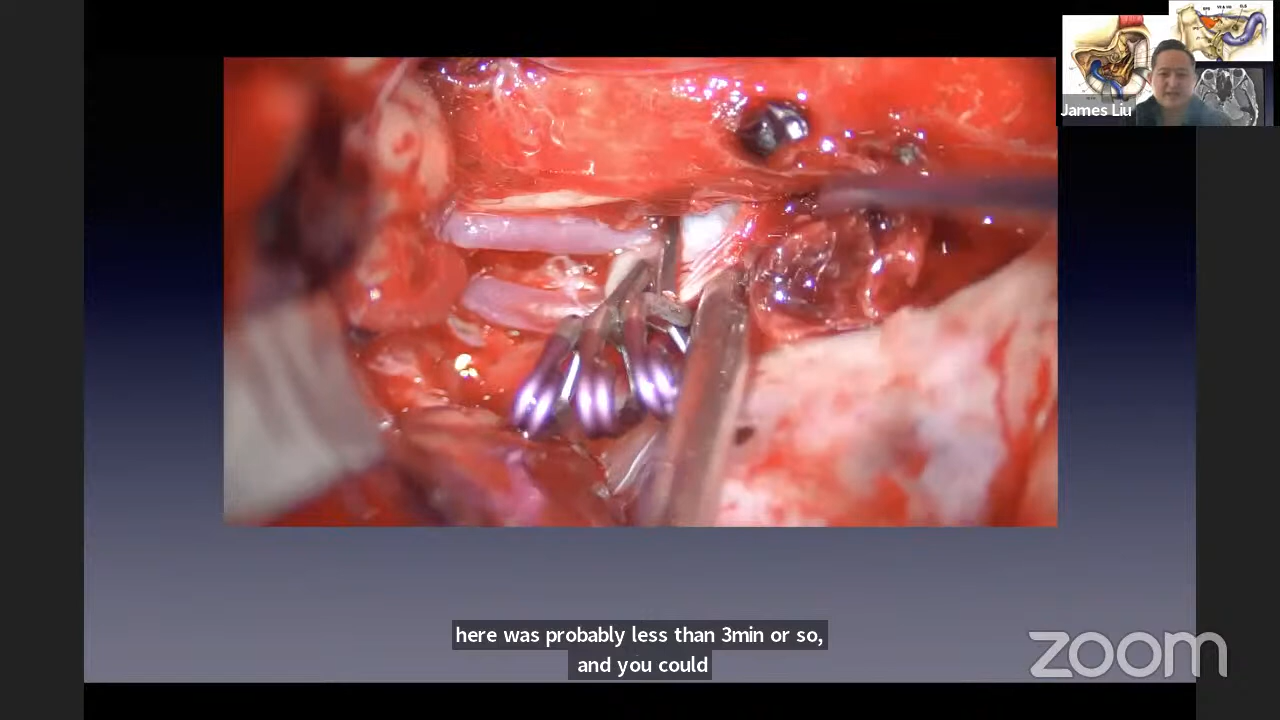 James Liu
here was probably less than 3min or so,
and you could
zoom